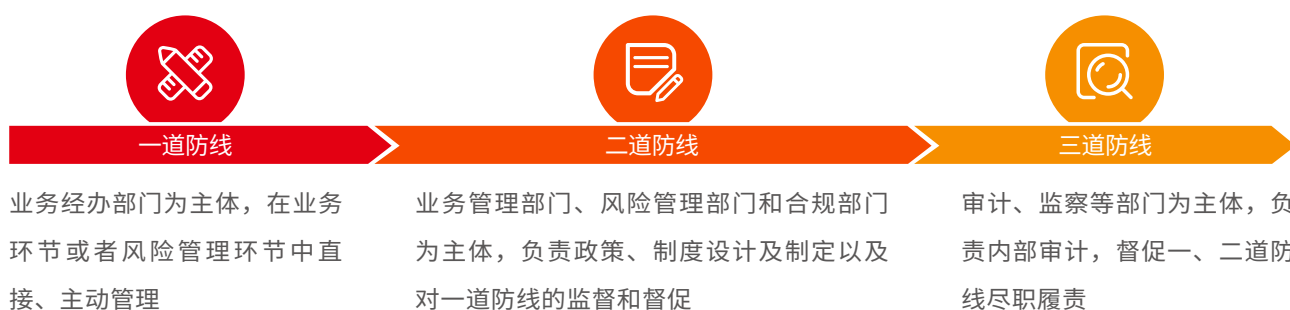 一道防线
业务经办部门为主体，在业务
环节或者风险管理环节中直
接、主动管理
二道防线
业务管理部门、风险管理部门和合规部门
为主体，负责政策、制度设计及制定以及
对一道防线的监督和督促
三道防线
审计、监察等部门为主体，负
责内部审计，督促一、二道防
线尽职履责